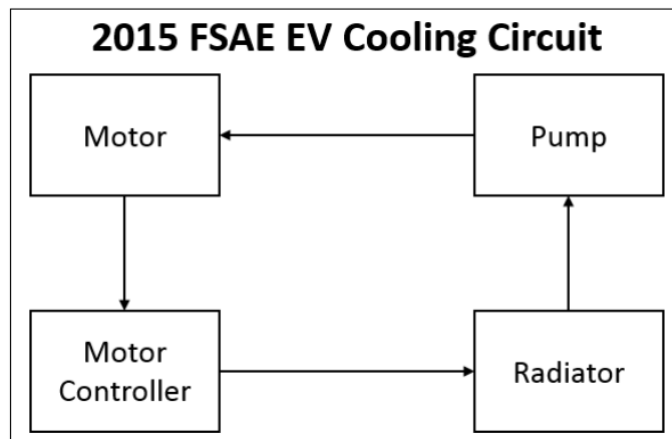 2015 FSAE EV Cooling Circuit
Motor
Pump
Motor
Controller
Radiator